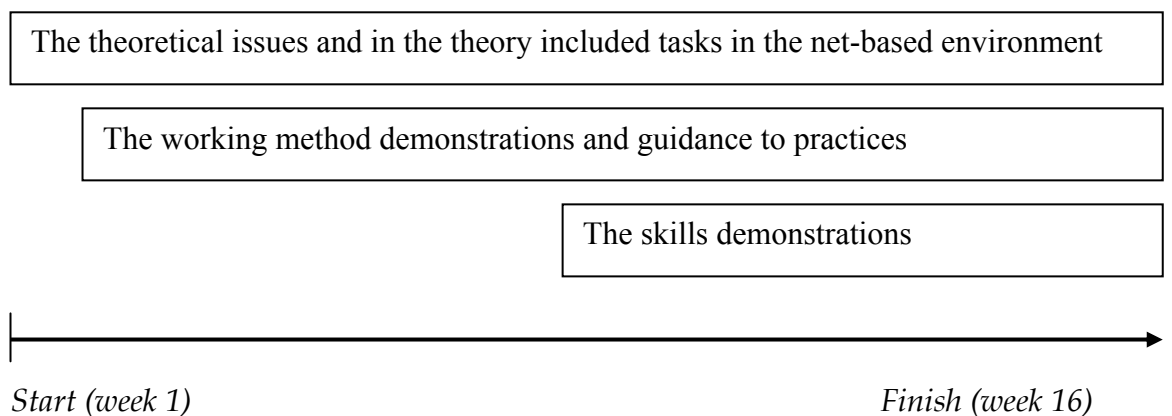 The theoretical issues and in the theory included tasks in the net-based environment
The working method demonstrations and guidance to practices
The skills demonstrations
Start (week 1)
Finish (week 16)